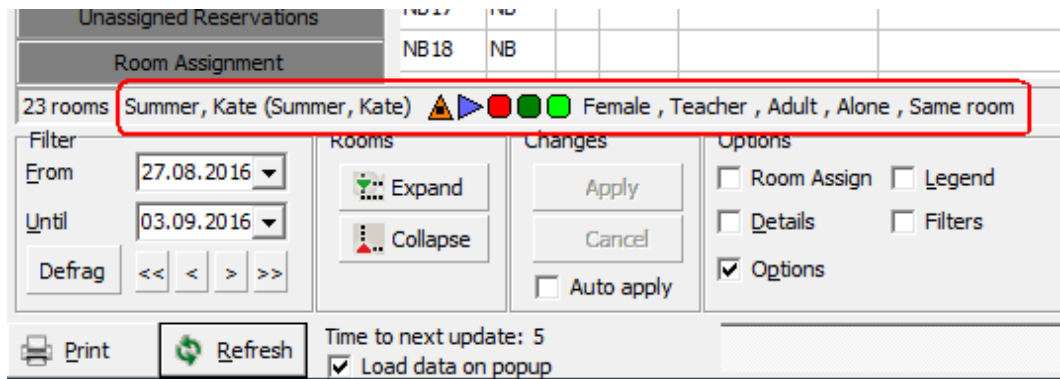 Unassigned Reservations
NB17 NB
NB18 NB
Room Assignment
23 rooms Summer, Kate (Summer, Kate) Female , Teacher , Adult , Alone , Same room
Filter Rooms Changes Options
From 27.08.2016 Expand Apply Room Assign Legend
Until 03.09.2016 Collapse Cancel Details Filters
Defrag << < > >> Auto apply Options
Print Refresh Time to next update: 5
Load data on popup